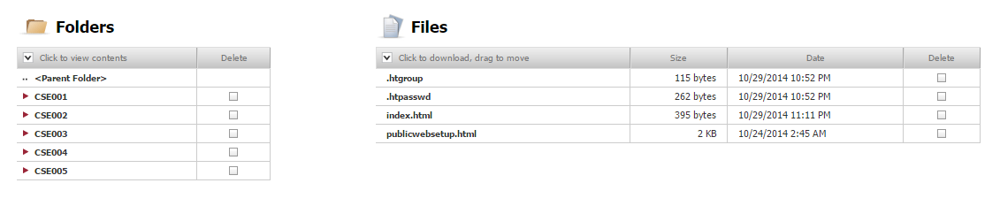 Folders
Click to view contents Delete
.. <Parent Folder>
CSE001
CSE002
CSE003
CSE004
CSE005
Files
Click to download, drag to move Size Date Delete
.htgroup 115 bytes 10/29/2014 10:52 PM
.htpasswd 262 bytes 10/29/2014 10:52 PM
index.html 395 bytes 10/29/2014 11:11 PM
publicwebsetup.html 2 KB 10/24/2014 2:45 AM